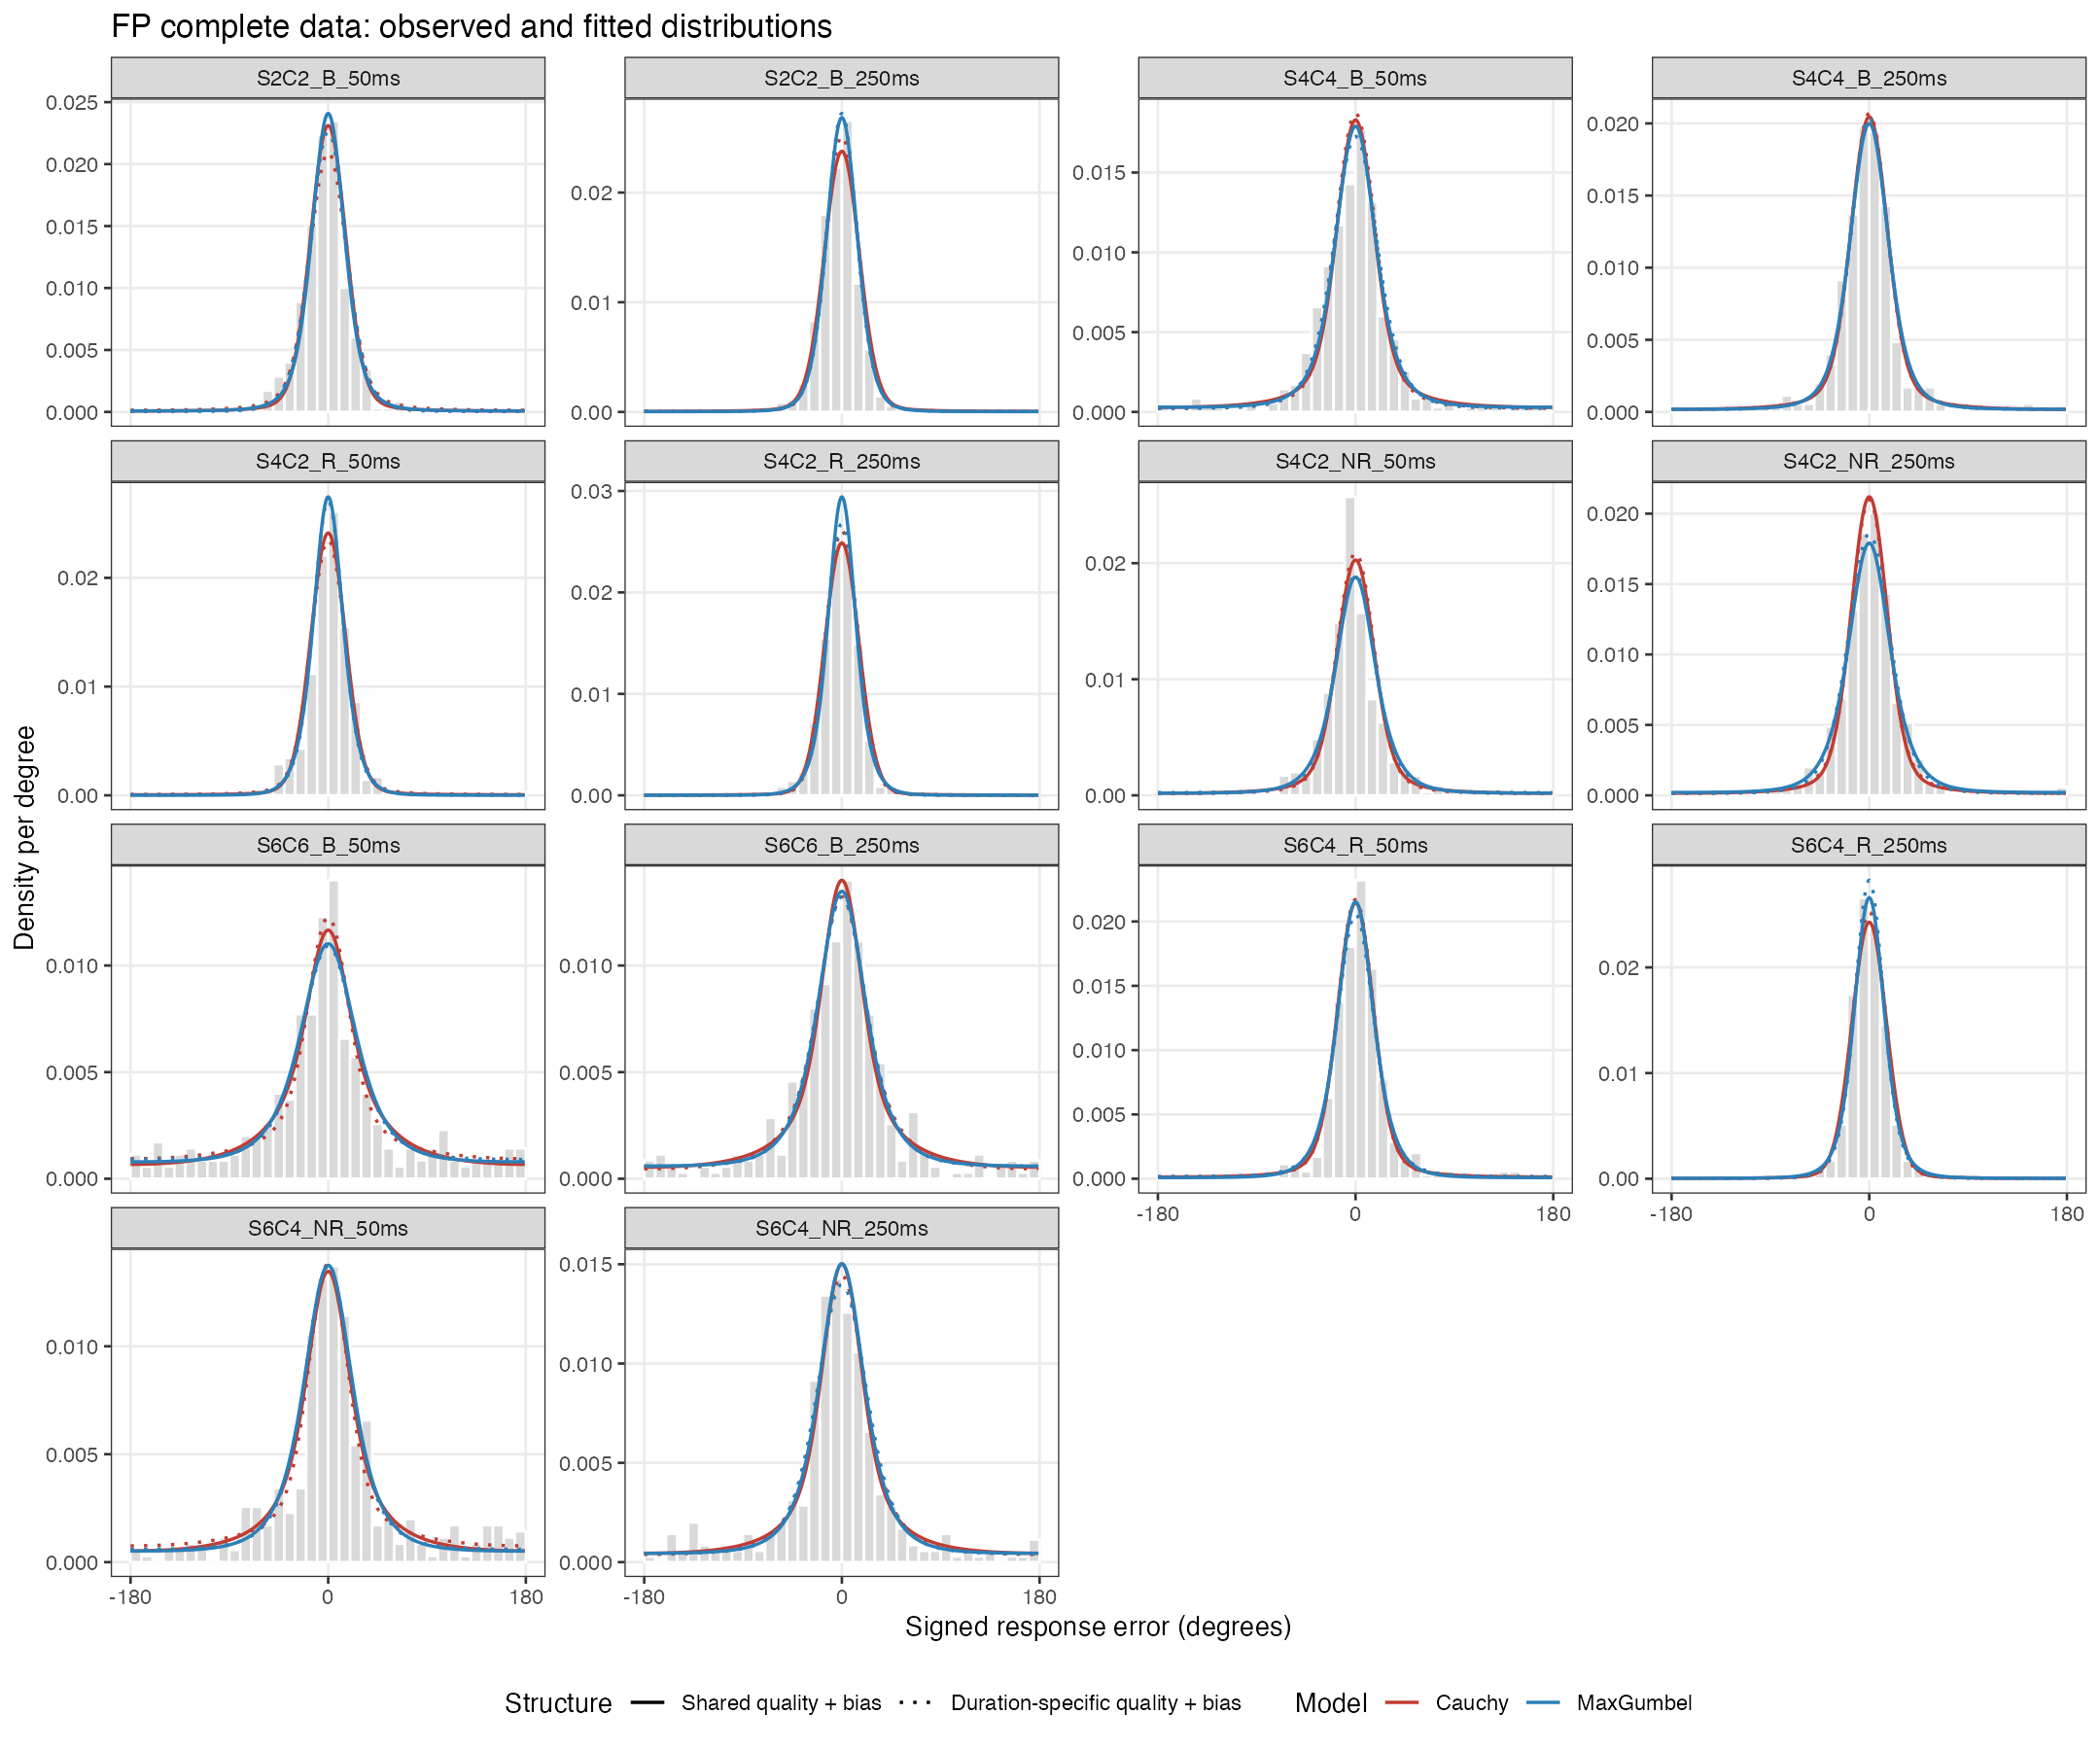 FP complete data: observed and fitted distributions
S2C2_B_50ms
S2C2_B_250ms
S4C4_B_50ms
S4C4_B_250ms
0.025
0.020
0.015
0.010
0.005
0.000
0.02
0.01
0.00
0.015
0.010
0.005
0.000
0.020
0.015
0.010
0.005
0.000
S4C2_R_50ms
S4C2_R_250ms
S4C2_NR_50ms
S4C2_NR_250ms
0.02
0.01
0.00
0.03
0.02
0.01
0.00
0.02
0.01
0.00
0.020
0.015
0.010
0.005
0.000
Density per degree
S6C6_B_50ms
S6C6_B_250ms
S6C4_R_50ms
S6C4_R_250ms
0.010
0.005
0.000
0.010
0.005
0.000
0.020
0.015
0.010
0.005
0.000
0.02
0.01
0.00
-180 0 180
-180 0 180
S6C4_NR_50ms
S6C4_NR_250ms
0.010
0.005
0.000
0.015
0.010
0.005
0.000
-180 0 180
-180 0 180
Signed response error (degrees)
Structure Shared quality + bias Duration-specific quality + bias Model Cauchy MaxGumbel